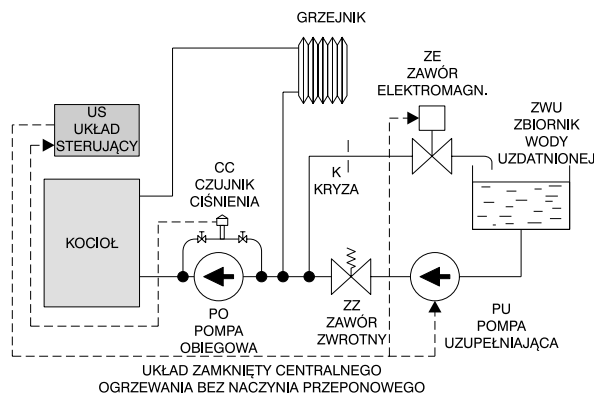 GRZEJNIK
ZE
ZAWÓR
ELEKTROMAGN.
US
UKŁAD
STERUJĄCY
ZWU
ZBIORNIK
WODY
UZDATNIONEJ
K
KRYZA
CC
CZUJNIK
CIŚNIENIA
KOCIOŁ
PO
POMPA
OBIEGOWA
ZZ
ZAWÓR
ZWROTNY
PU
POMPA
UZUPEŁNIAJĄCA
UKŁAD ZAMKNIĘTY CENTRALNEGO
OGRZEWANIA BEZ NACZYNIA PRZEPONOWEGO